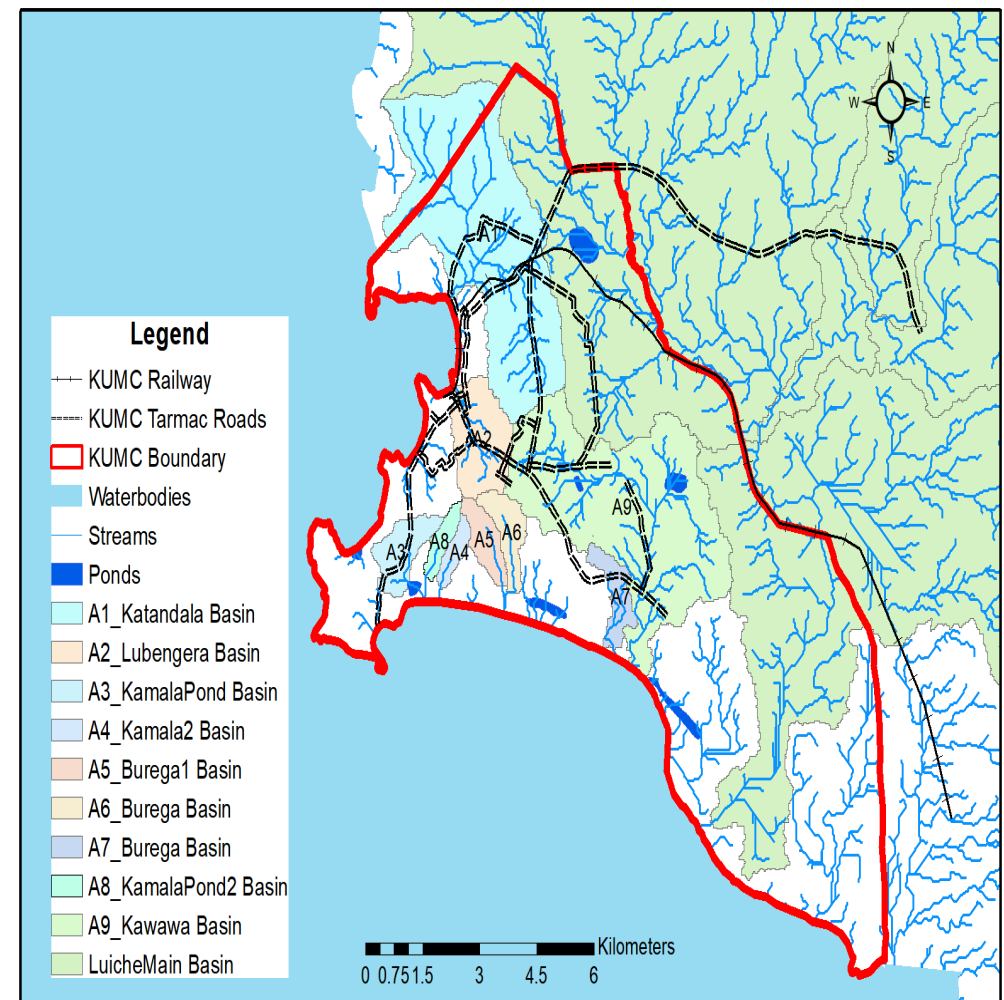 N
W
E
S
A1
A2
A9
A3
A8
A4
A5
A6
A7
Legend
KUMC Railway
KUMC Tarmac Roads
KUMC Boundary
Waterbodies
Streams
Ponds
A1_Katandala Basin
A2_Lubengera Basin
A3_KamalaPond Basin
A4_Kamala2 Basin
A5_Burega1 Basin
A6_Burega Basin
A7_Burega Basin
A8_KamalaPond2 Basin
A9_Kawawa Basin
LuicheMain Basin
Kilometers
0 0.75 1.5 3 4.5 6